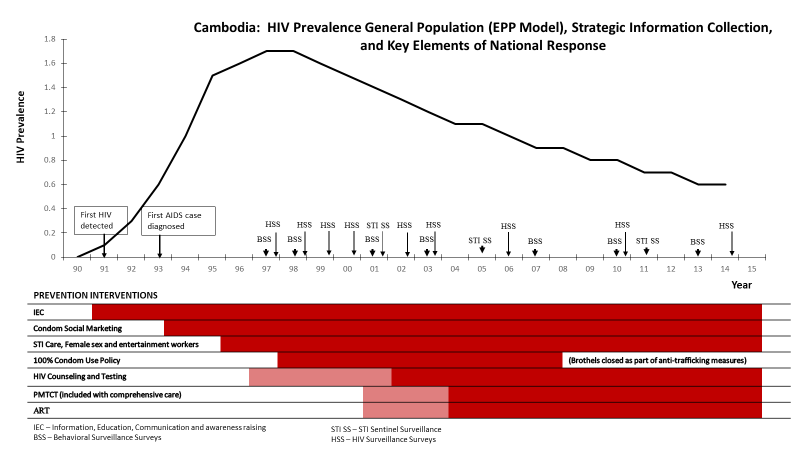 Cambodia: HIV Prevalence General Population (EPP Model), Strategic Information Collection,
and Key Elements of National Response
HIV Prevalence
1.8
1.6
1.4
1.2
1
0.8
0.6
0.4
0.2
0
First HIV
detected
First AIDS case
diagnosed
HSS HSS HSS HSS STI SS HSS HSS HSS HSS HSS
BSS BSS BSS BSS STI SS BSS BSS STI SS BSS
90 91 92 93 94 95 96 97 98 99 00 01 02 03 04 05 06 07 08 09 10 11 12 13 14 15
Year
PREVENTION INTERVENTIONS
IEC
Condom Social Marketing
STI Care, Female sex and entertainment workers
100% Condom Use Policy (Brothels closed as part of anti-trafficking measures)
HIV Counseling and Testing
PMTCT (included with comprehensive care)
ART
IEC – Information, Education, Communication and awareness raising
BSS – Behavioral Surveillance Surveys
STI SS – STI Sentinel Surveillance
HSS – HIV Surveillance Surveys